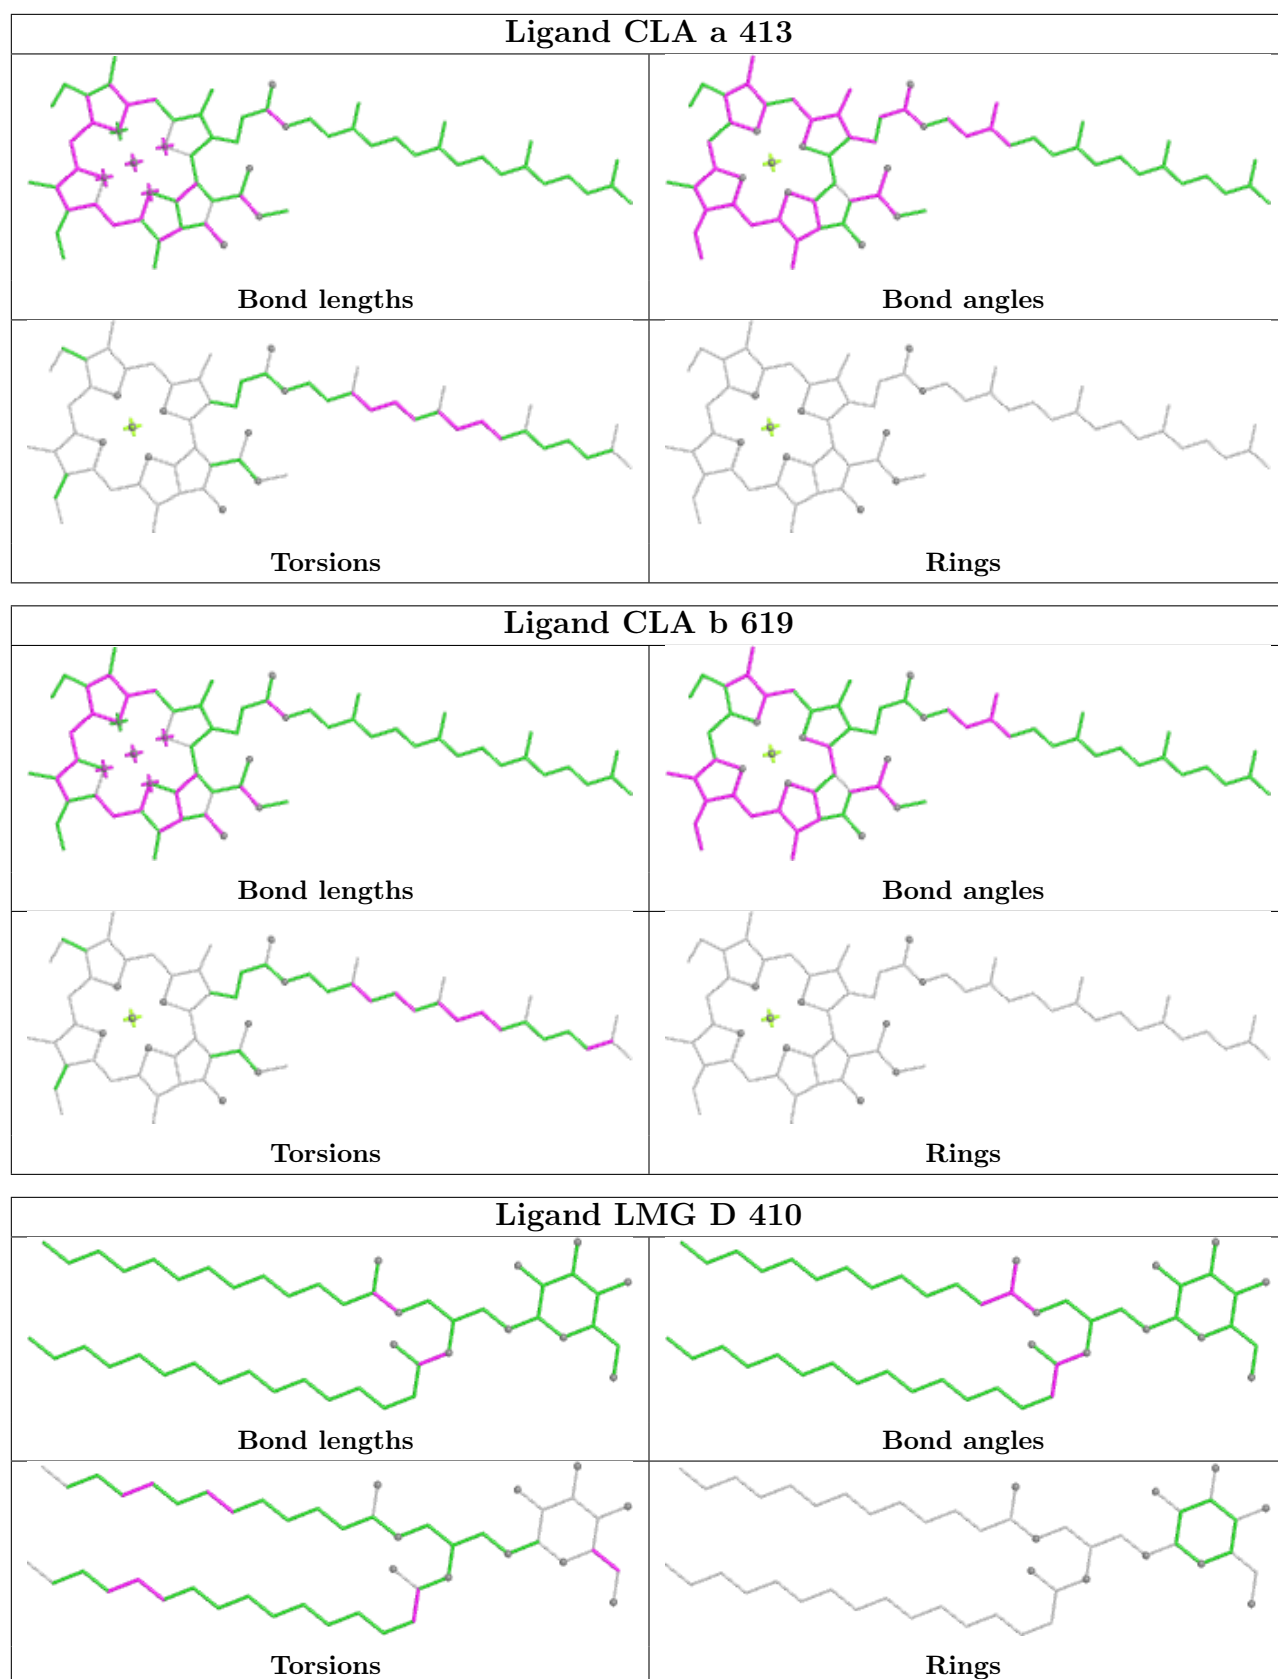 Ligand CLA a 413
Bond lengths
Bond angles
Torsions
Rings
Ligand CLA b 619
Bond lengths
Bond angles
Torsions
Rings
Ligand LMG D 410
Bond lengths
Bond angles
Torsions
Rings